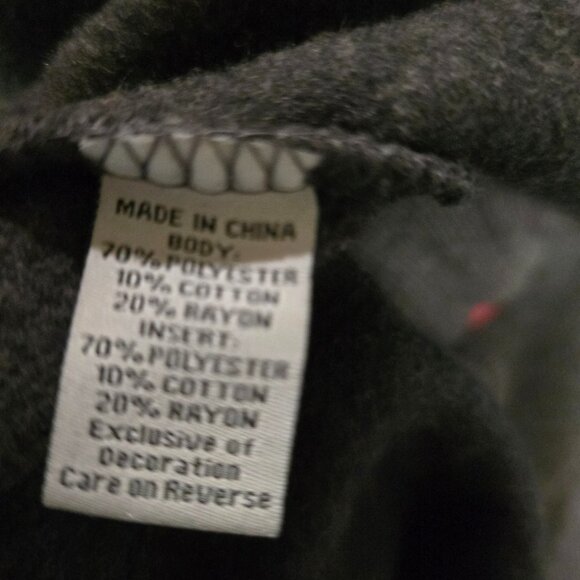 MADE IN CHINA
BODY:
70% POLYESTER
10% COTTON
20% RAYON
INSERT:
70% POLYESTER
10% COTTON
20% RAYON
Exclusive of
Decoration
Care on Reverse